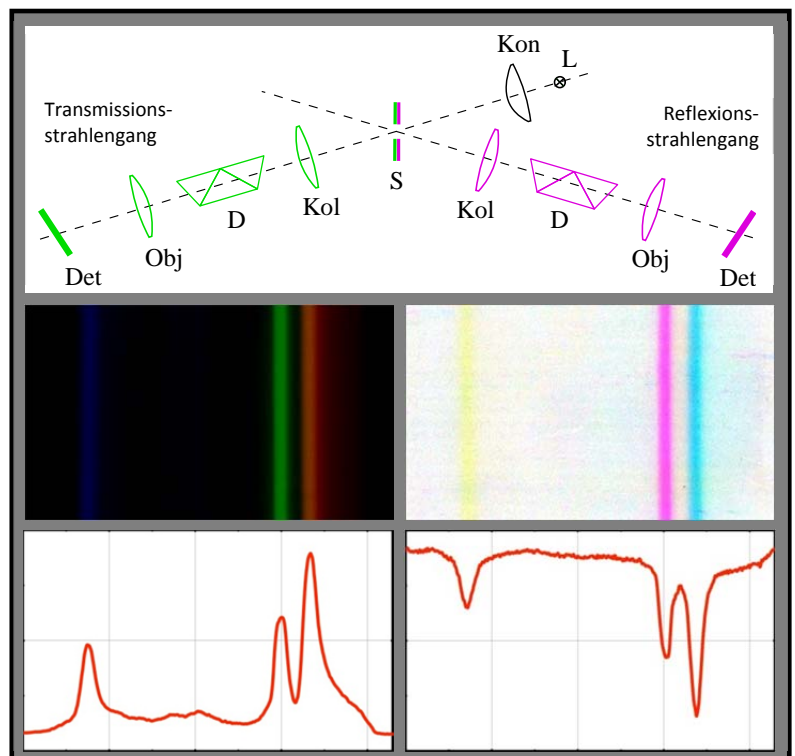 Kon
L
Transmissions-
strahlengang
Reflexions-
strahlengang
S
Kol
Kol
D
D
Obj
Obj
Det
Det